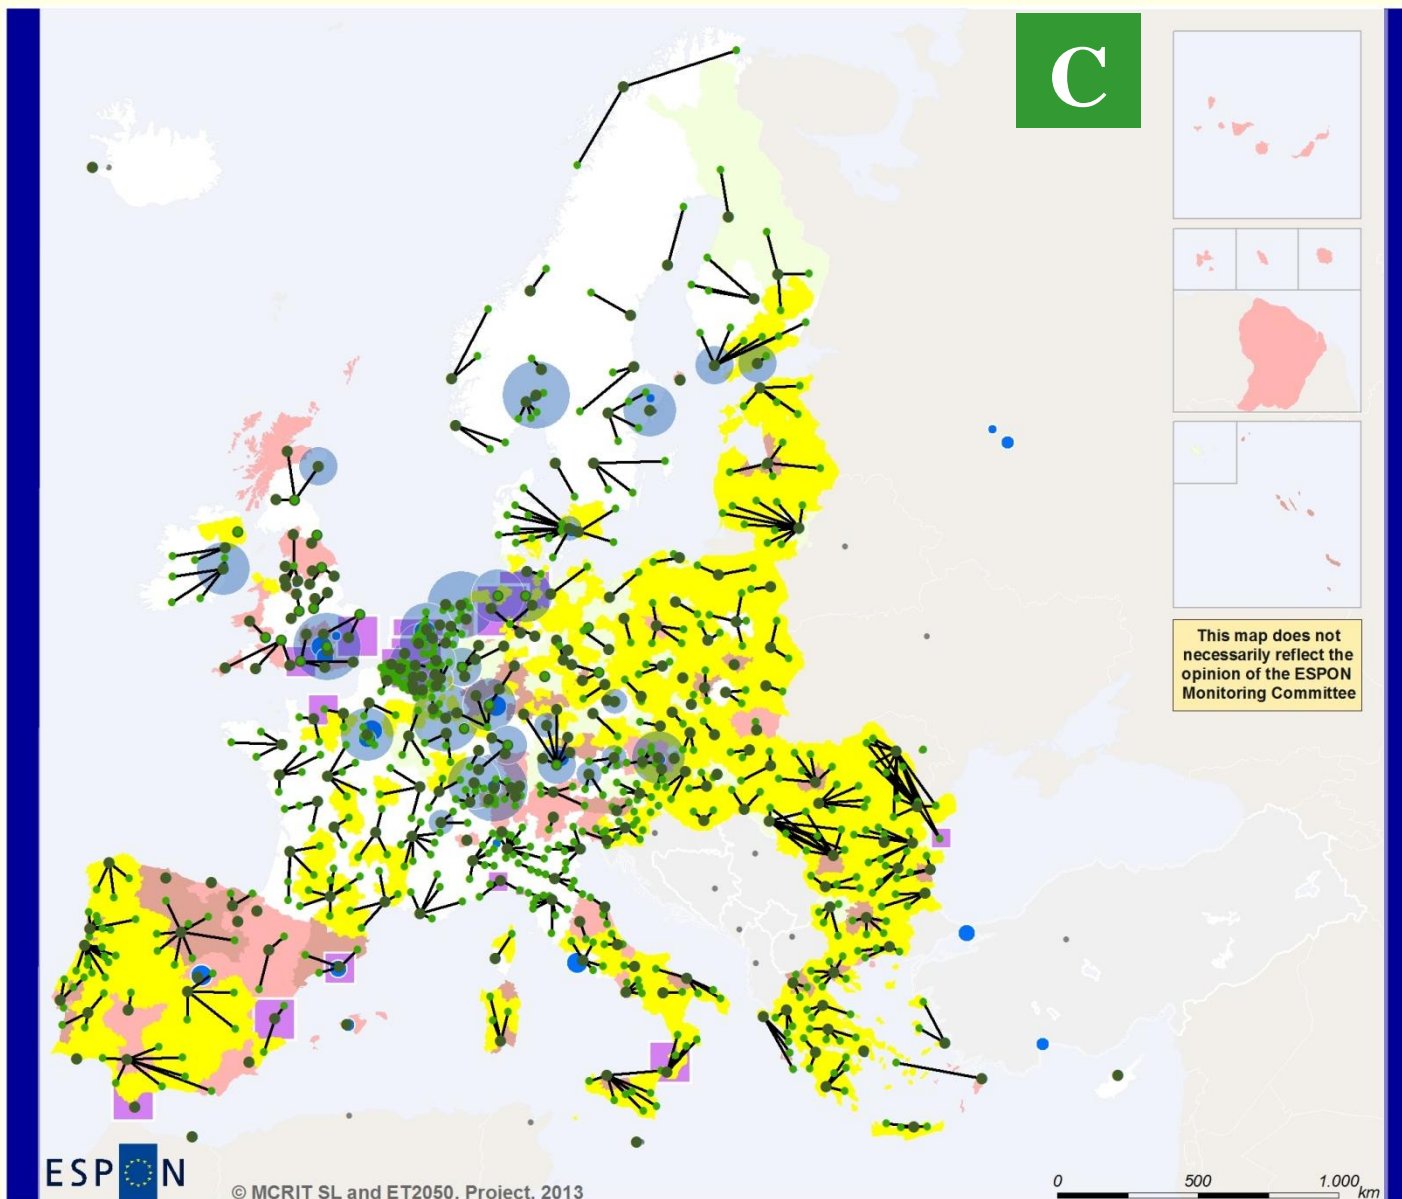 C
This map does not
necessarily reflect the
opinion of the ESPON
Monitoring Committee
ESPON
© MCRIT SL and ET2050. Project. 2013
0 500 1.000 km